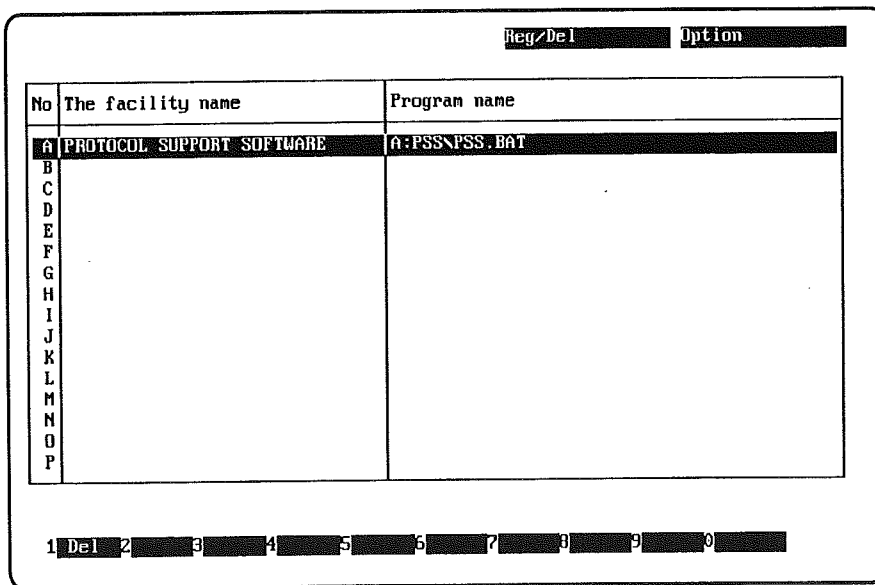 Reg/Del Option
No The facility name Program name
A PROTOCOL SUPPORT SOFTWARE A:PSS\PSS.BAT
B
C
D
E
F
G
H
I
J
K
L
M
N
O
P
1 Del 2 3 4 5 6 7 8 9 0